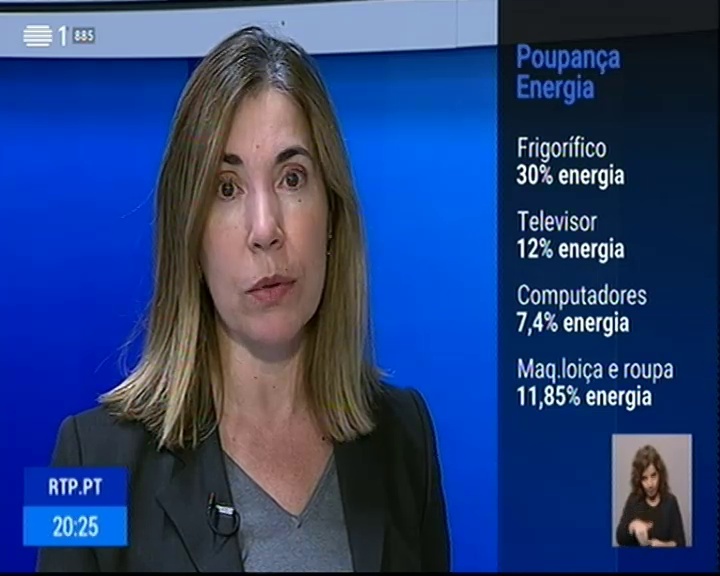 1 885
Poupança
Energia
Frigorífico
30% energia
Televisor
12% energia
Computadores
7,4% energia
Maq.loiça e roupa
11,85% energia
RTP.PT
20:25